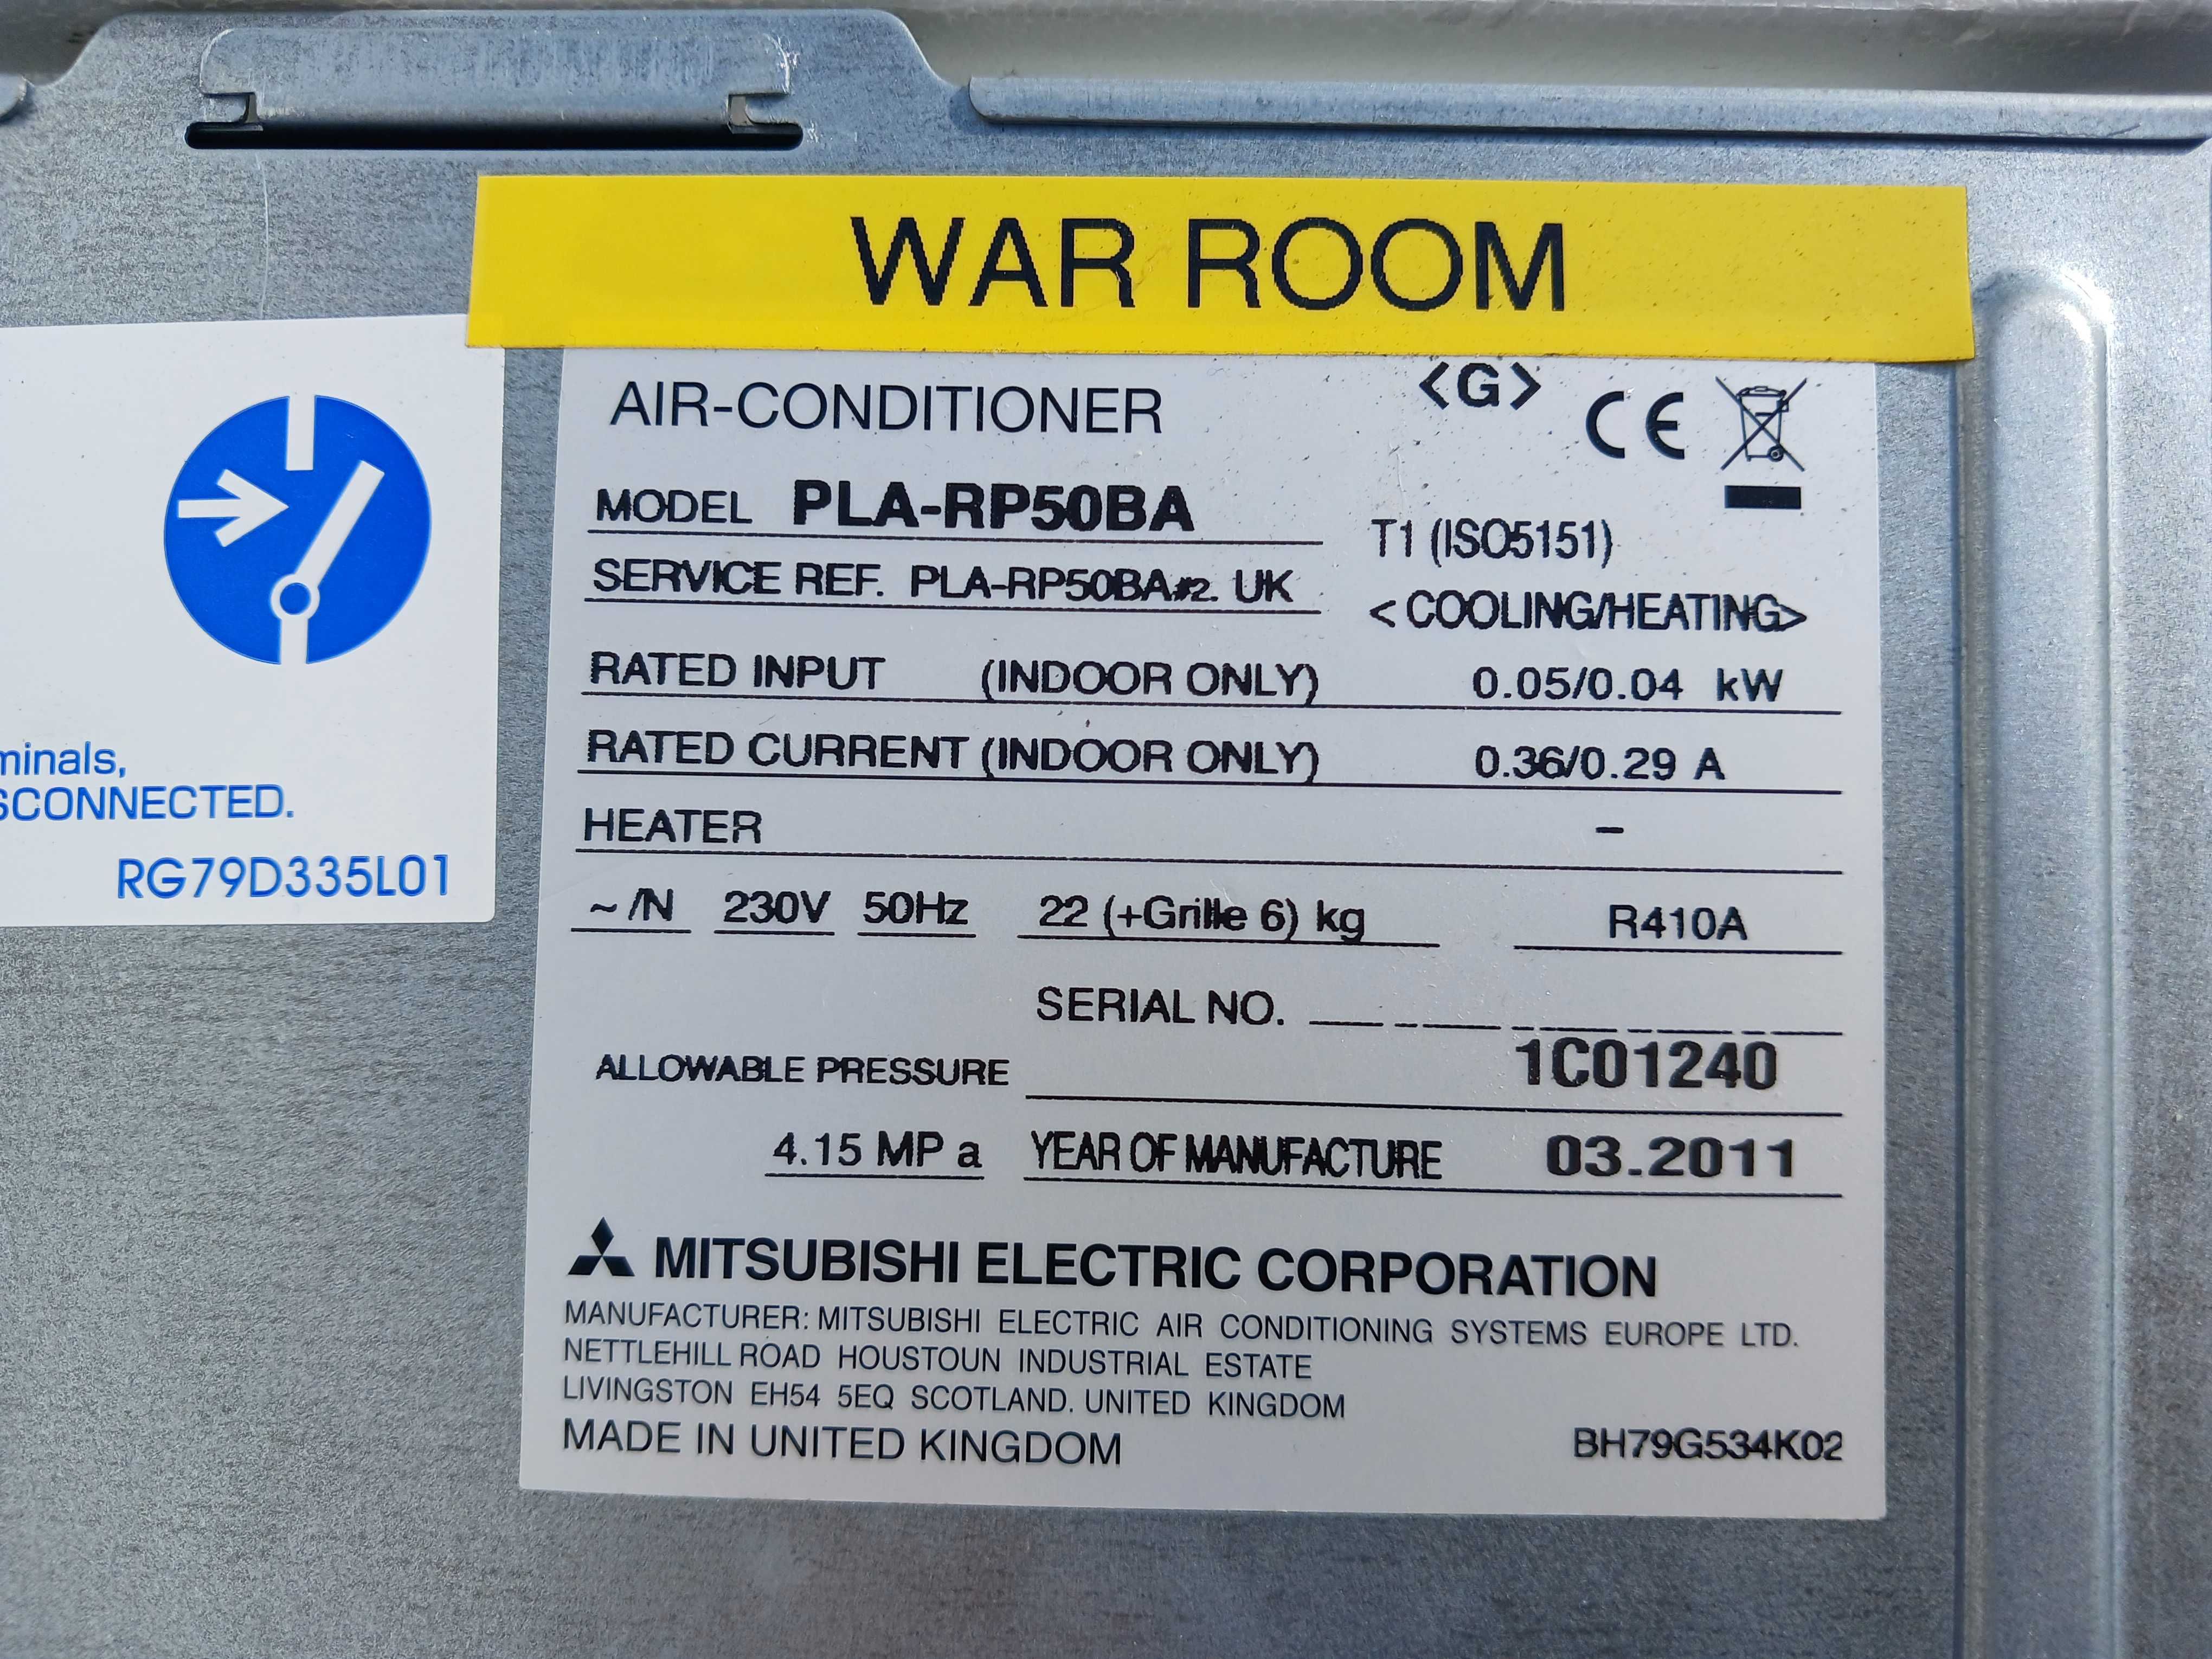 WAR ROOM
AIR-CONDITIONER <G> CE
MODEL PLA-RP50BA
T1 (ISO5151)
SERVICE REF. PLA-RP50BA#2. UK
<COOLING/HEATING>
RATED INPUT (INDOOR ONLY) 0.05/0.04 kW
RATED CURRENT (INDOOR ONLY) 0.36/0.29 A
HEATER –
~/N 230V 50Hz 22 (+Grille 6) kg R410A
SERIAL NO.
1C01240
ALLOWABLE PRESSURE
4.15 MPa YEAR OF MANUFACTURE 03.2011
MITSUBISHI ELECTRIC CORPORATION
MANUFACTURER: MITSUBISHI ELECTRIC AIR CONDITIONING SYSTEMS EUROPE LTD.
NETTLEHILL ROAD HOUSTOUN INDUSTRIAL ESTATE
LIVINGSTON EH54 5EQ SCOTLAND. UNITED KINGDOM
MADE IN UNITED KINGDOM BH79G534K02
minals,
SCONNECTED.
RG79D335L01